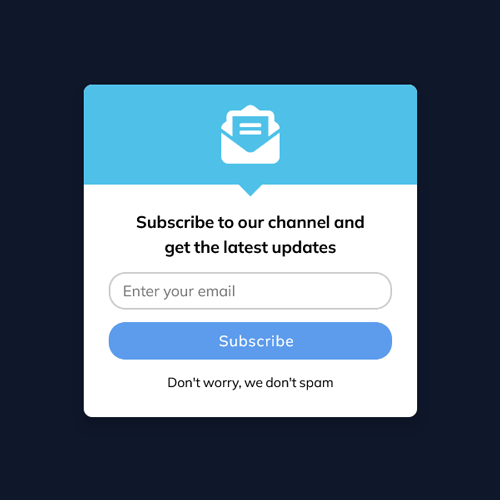 Subscribe to our channel and
get the latest updates
Enter your email
Subscribe
Don't worry, we don't spam